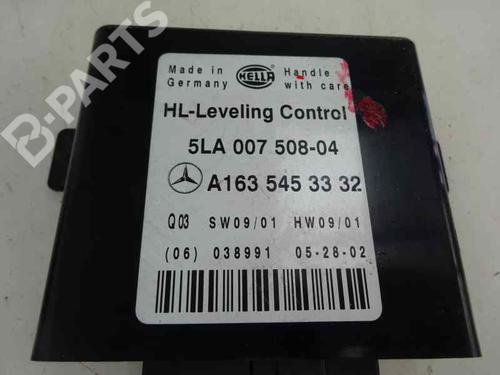 B-PARTS
Made in Germany
HELLA
Handle with care
HL-Leveling Control
5LA 007 508-04
A163 545 33 32
Q03 SW09/01 HW09/01
(06) 038991 05-28-02